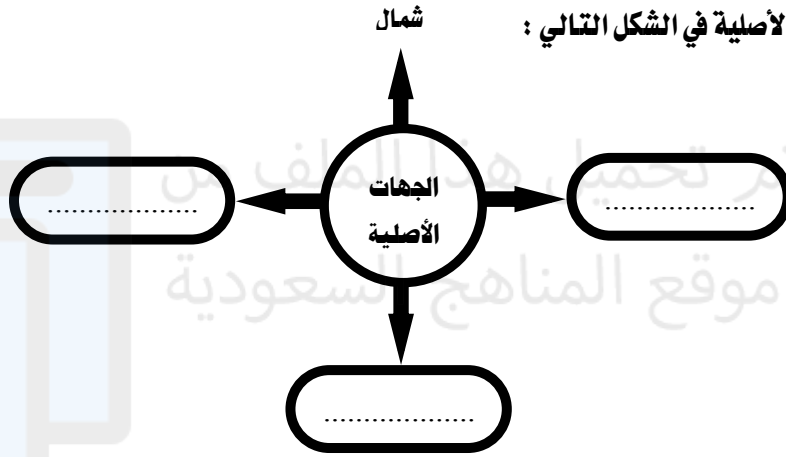 لأصلية في الشكل التالي :
شمال
تم تحميل هذا الملف من
الجهات
الأصلية
....................
....................
موقع المناهج السعودية
....................